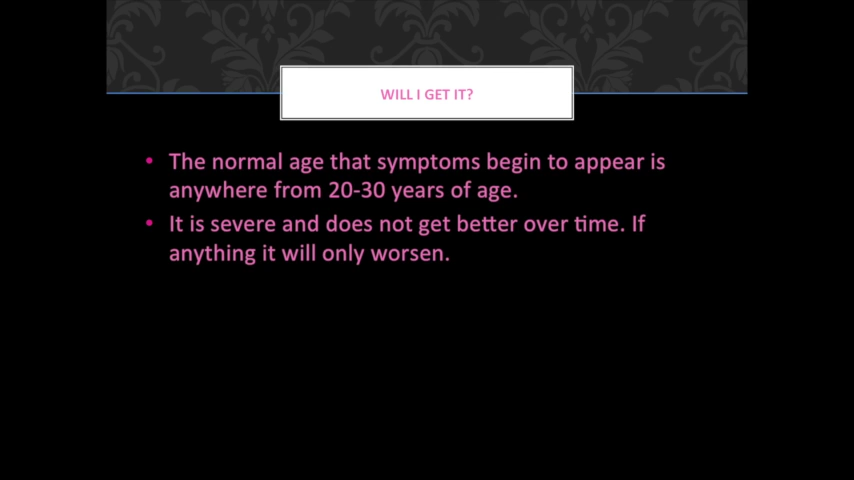 WILL I GET IT?
• The normal age that symptoms begin to appear is
anywhere from 20-30 years of age.
• It is severe and does not get better over time. If
anything it will only worsen.